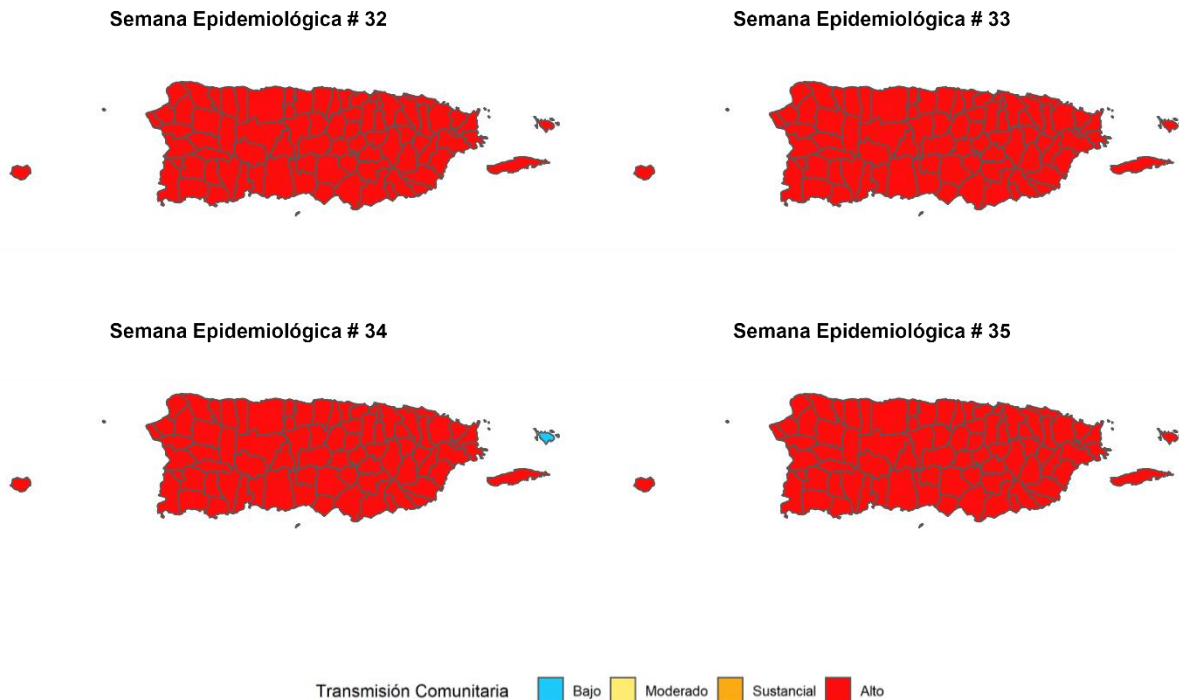 Semana Epidemiológica # 32
Semana Epidemiológica # 33
Semana Epidemiológica # 34
Semana Epidemiológica # 35
Transmisión Comunitaria Bajo Moderado Sustancial Alto